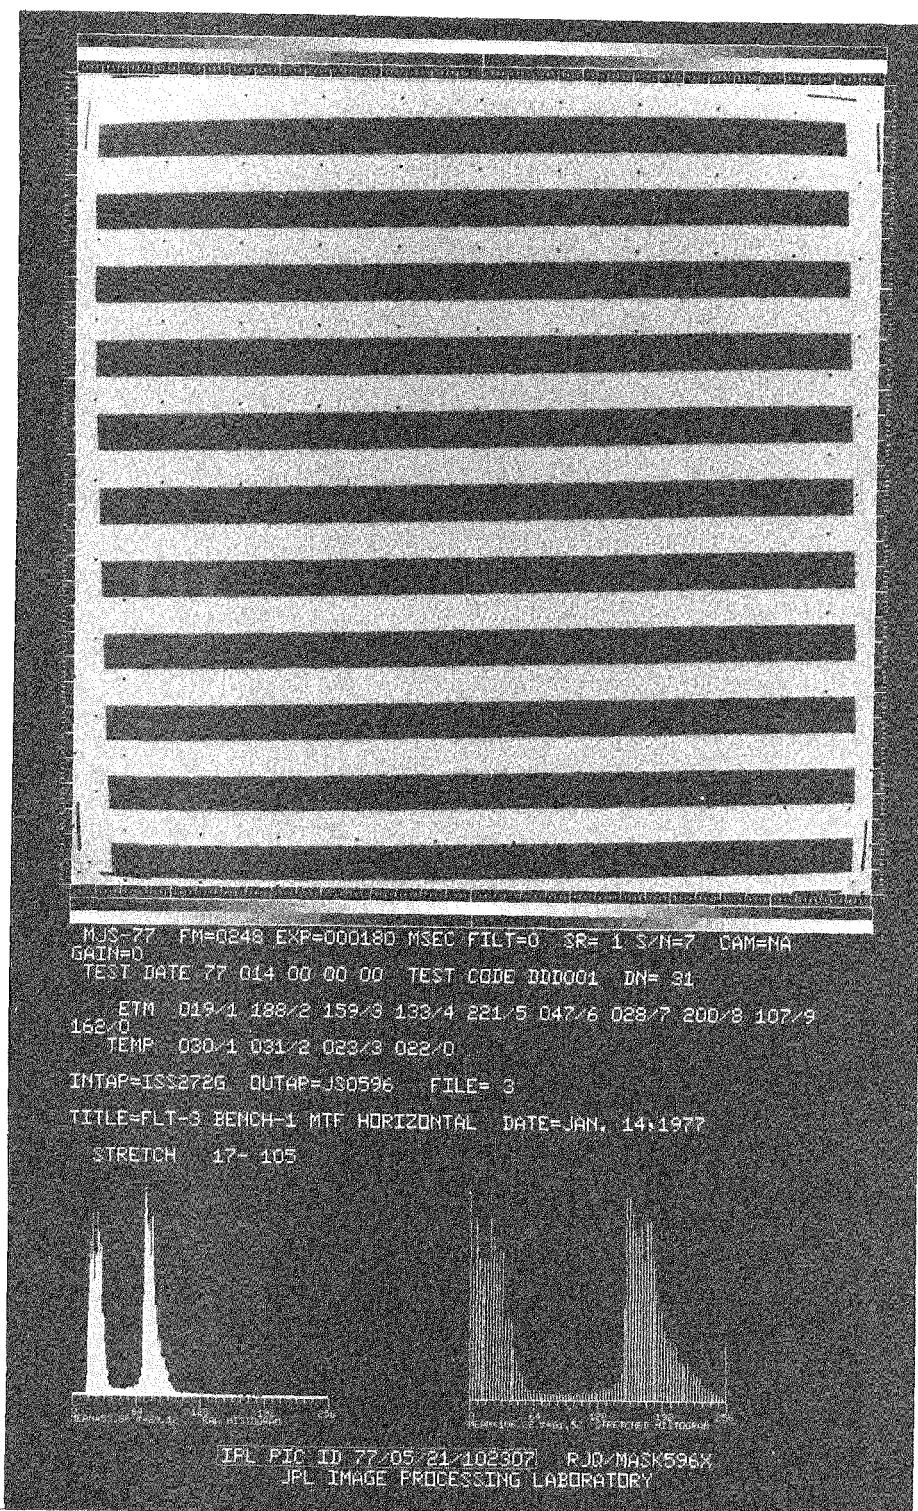 MJS-77 FM=0248 EXP=000180 MSEC FILT=0 SR= 1 S/N=7 CAM=NA
GAIN=0
TEST DATE 77 014 00 00 00 TEST CODE DDD001 DN= 31
ETM 019/1 188/2 159/3 133/4 221/5 047/6 028/7 200/8 107/9
162/0
TEMP 030/1 031/2 023/3 022/0
INTAP=ISS272G OUTAP=JS0596 FILE= 3
TITLE=FLT-3 BENCH-1 MTF HORIZONTAL DATE=JAN. 14,1977
STRETCH 17- 105
STRETCHED HISTOGRAM
IPL PIC ID 77/05/21/102307 RJD/MASK596X
JPL IMAGE PROCESSING LABORATORY